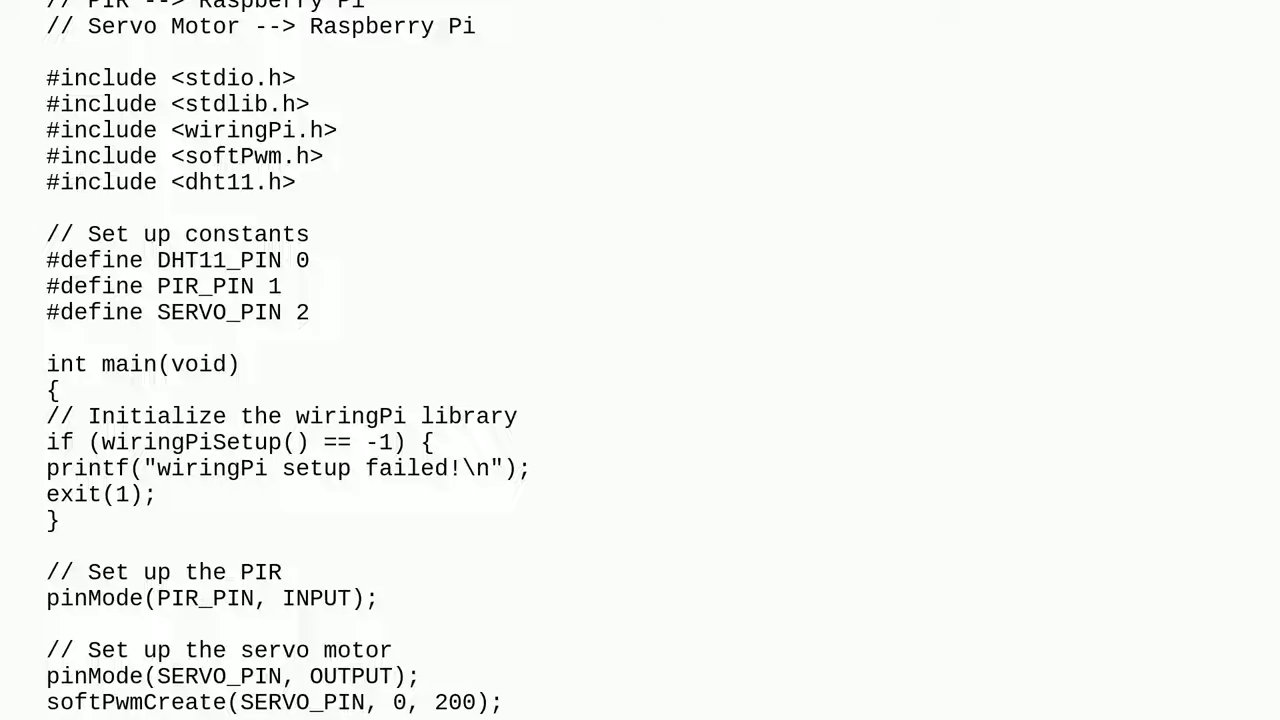 // PIR --> Raspberry Pi
// Servo Motor --> Raspberry Pi
#include <stdio.h>
#include <stdlib.h>
#include <wiringPi.h>
#include <softPwm.h>
#include <dht11.h>
// Set up constants
#define DHT11_PIN 0
#define PIR_PIN 1
#define SERVO_PIN 2
int main(void)
{
// Initialize the wiringPi library
if (wiringPiSetup() == -1) {
printf("wiringPi setup failed!\n");
exit(1);
}
// Set up the PIR
pinMode(PIR_PIN, INPUT);
// Set up the servo motor
pinMode(SERVO_PIN, OUTPUT);
softPwmCreate(SERVO_PIN, 0, 200);